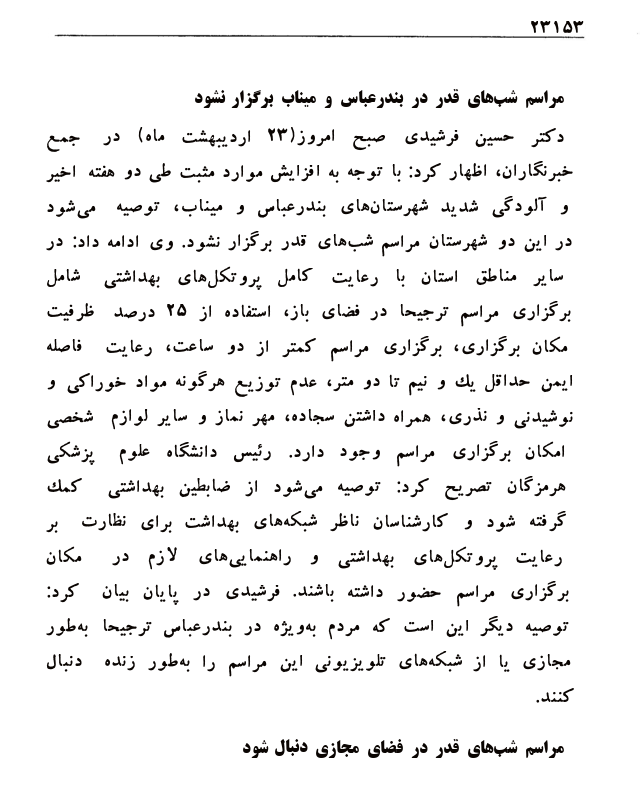 ۲۳۱۵۳
مراسم شب‌های قدر در بندرعباس و میناب برگزار نشود
دکتر حسین فرشیدی صبح امروز(۲۳ اردیبهشت ماه) در جمع
خبرنگاران، اظهار کرد: با توجه به افزایش موارد مثبت طی دو هفته اخیر
و آلودگی شدید شهرستان‌های بندرعباس و میناب، توصیه می‌شود
در این دو شهرستان مراسم شب‌های قدر برگزار نشود. وی ادامه داد: در
سایر مناطق استان با رعایت کامل پروتکل‌های بهداشتی شامل
برگزاری مراسم ترجیحا در فضای باز، استفاده از ۲۵ درصد ظرفیت
مکان برگزاری، برگزاری مراسم کمتر از دو ساعت، رعایت فاصله
ایمن حداقل یك و نیم تا دو متر، عدم توزیع هرگونه مواد خوراکی و
نوشیدنی و نذری، همراه داشتن سجاده، مهر نماز و سایر لوازم شخصی
امکان برگزاری مراسم وجود دارد. رئیس دانشگاه علوم پزشکی
هرمزگان تصریح کرد: توصیه می‌شود از ضابطین بهداشتی کمك
گرفته شود و کارشناسان ناظر شبکه‌های بهداشت برای نظارت بر
رعایت پروتکل‌های بهداشتی و راهنمایی‌های لازم در مکان
برگزاری مراسم حضور داشته باشند. فرشیدی در پایان بیان کرد:
توصیه دیگر این است که مردم به‌ویژه در بندرعباس ترجیحا به‌طور
مجازی یا از شبکه‌های تلویزیونی این مراسم را به‌طور زنده دنبال
کنند.
مراسم شب‌های قدر در فضای مجازی دنبال شود